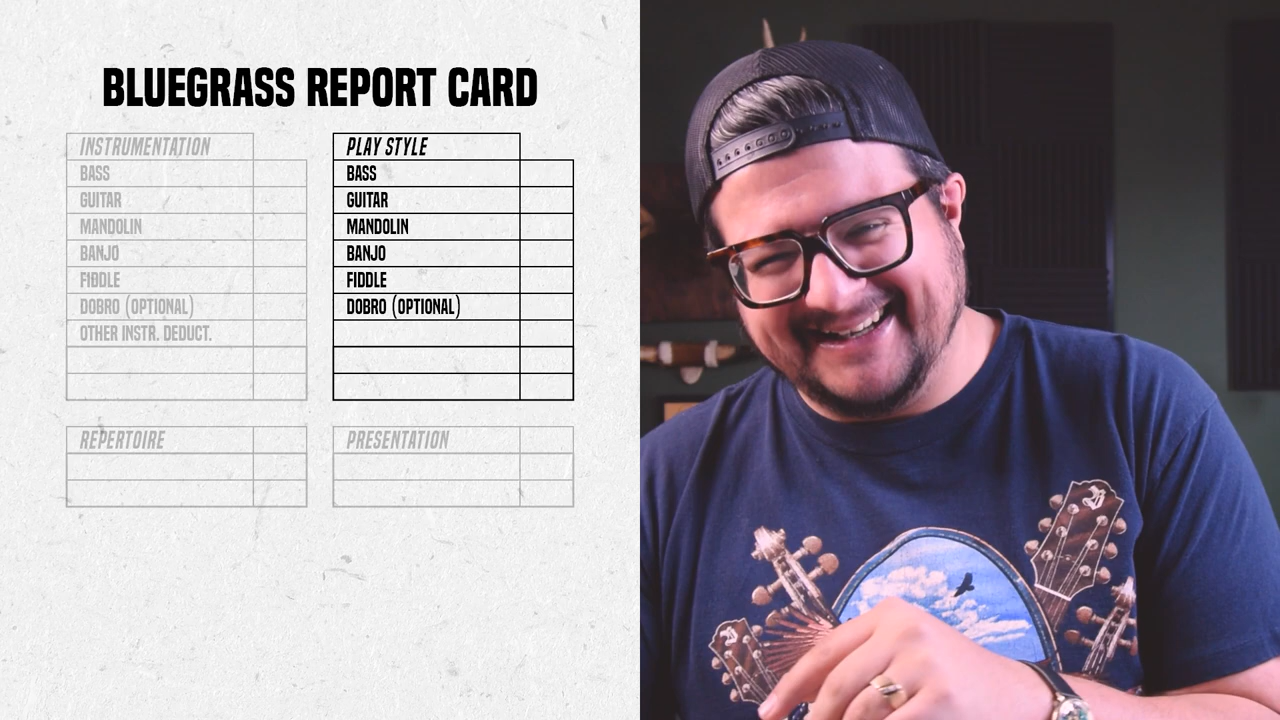 BLUEGRASS REPORT CARD
INSTRUMENTATION
BASS
GUITAR
MANDOLIN
BANJO
FIDDLE
DOBRO (OPTIONAL)
OTHER INSTR. DEDUCT.
PLAY STYLE
BASS
GUITAR
MANDOLIN
BANJO
FIDDLE
DOBRO (OPTIONAL)
REPERTOIRE
PRESENTATION